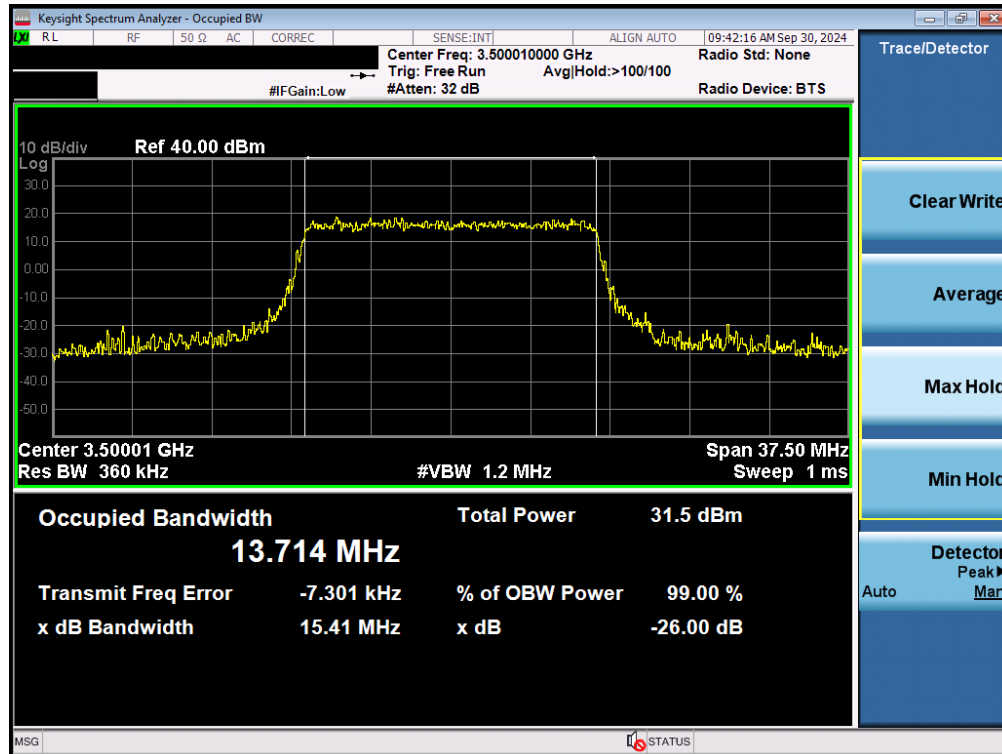 Keysight Spectrum Analyzer - Occupied BW
LXI RL RF 50 Ω AC CORREC SENSE:INT ALIGN AUTO 09:42:16 AM Sep 30, 2024
Center Freq: 3.500010000 GHz Radio Std: None
Trig: Free Run Avg|Hold:>100/100
#IFGain:Low #Atten: 32 dB Radio Device: BTS
10 dB/div Ref 40.00 dBm
Log
30.0
20.0
10.0
0.00
-10.0
-20.0
-30.0
-40.0
-50.0
Center 3.50001 GHz Span 37.50 MHz
Res BW 360 kHz #VBW 1.2 MHz Sweep 1 ms
Occupied Bandwidth Total Power 31.5 dBm
13.714 MHz
Transmit Freq Error -7.301 kHz % of OBW Power 99.00 %
x dB Bandwidth 15.41 MHz x dB -26.00 dB
MSG STATUS
Trace/Detector
Clear Write
Average
Max Hold
Min Hold
Detector
Peak
Auto Man